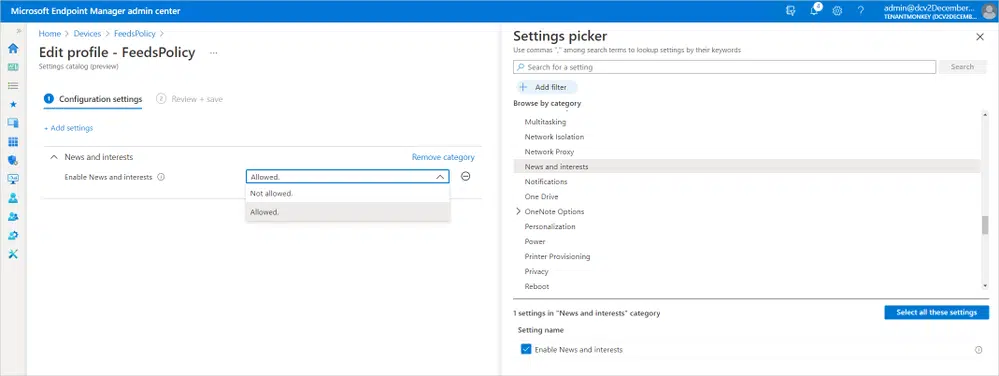 Microsoft Endpoint Manager admin center
4
admin@dcv2December...
TENANTMONKEY (DCV2DECEMB...
Home > Devices > FeedsPolicy >
Edit profile - FeedsPolicy ...
Settings catalog (preview)
1 Configuration settings 2 Review + save
+ Add settings
News and interests Remove category
Enable News and interests Allowed.
Not allowed.
Allowed.
Settings picker
Use commas "," among search terms to lookup settings by their keywords
Search for a setting Search
+ Add filter
Browse by category
Multitasking
Network Isolation
Network Proxy
News and interests
Notifications
One Drive
OneNote Options
Personalization
Power
Printer Provisioning
Privacy
Reboot
1 settings in "News and interests" category Select all these settings
Setting name
Enable News and interests